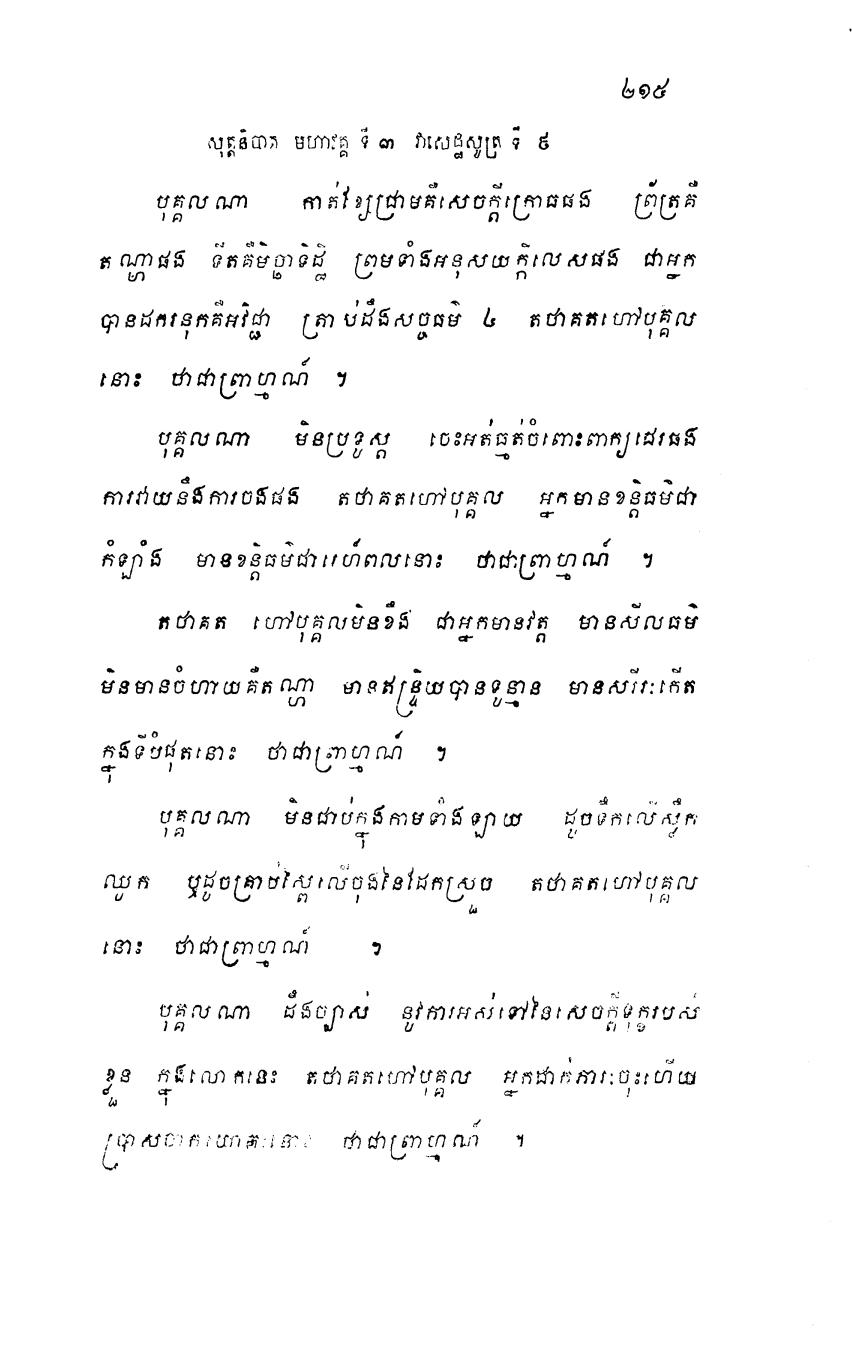 ២១៥
សុត្តនិបាត មហាវគ្គ ទី ៣ វាសេដ្ឋសូត្រ ទី ៩
បុគ្គលណា កាត់ខ្សែជ្រាមគឺសេចក្តីក្រោធផង ព្រ័ត្រគឺ
តណ្ហាផង ទីតគឺមិច្ឆាទិដ្ឋិ ព្រមទាំងអនុសយក្កិលេសផង ជាអ្នក
បានដករនុកគឺអវិជ្ជា ត្រាប់ដឹងសច្ចធម៌ ៤ តថាគតហៅបុគ្គល
នោះ ថាជាព្រាហ្មណ៍ ។
បុគ្គលណា មិនប្រទូស្ត ចេះអត់ធ្មត់ចំពោះពាក្យជេរផង
ការវាយនឹងការចងផង តថាគតហៅបុគ្គល អ្នកមានខន្តិធម៌ជា
កំឡាំង មានខន្តិធម៌ជារេហ៍ពលនោះ ថាជាព្រាហ្មណ៍ ។
តថាគត ហៅបុគ្គលមិនខឹង ជាអ្នកមានវត្ត មានសីលធម៌
មិនមានចំហាយគឺតណ្ហា មានឥន្ទ្រិយបានទូន្មាន មានសរីរៈកើត
ក្នុងទីបំផុតនោះ ថាជាព្រាហ្មណ៍ ។
បុគ្គលណា មិនជាប់ក្នុងកាមទាំងឡាយ ដូចទឹកលើស្លឹក
ឈូក ឬដូចគ្រាប់ស្ពៃលើចុងនៃដែកស្រួច តថាគតហៅបុគ្គល
នោះ ថាជាព្រាហ្មណ៍ ។
បុគ្គលណា ដឹងច្បាស់ នូវការអស់ទៅនៃសេចក្តីទុក្ខរបស់
ខ្លួន ក្នុងលោកនេះ តថាគតហៅបុគ្គល អ្នកដាក់ភារៈចុះហើយ
ប្រាសចាកយោគៈនោះ ថាជាព្រាហ្មណ៍ ។